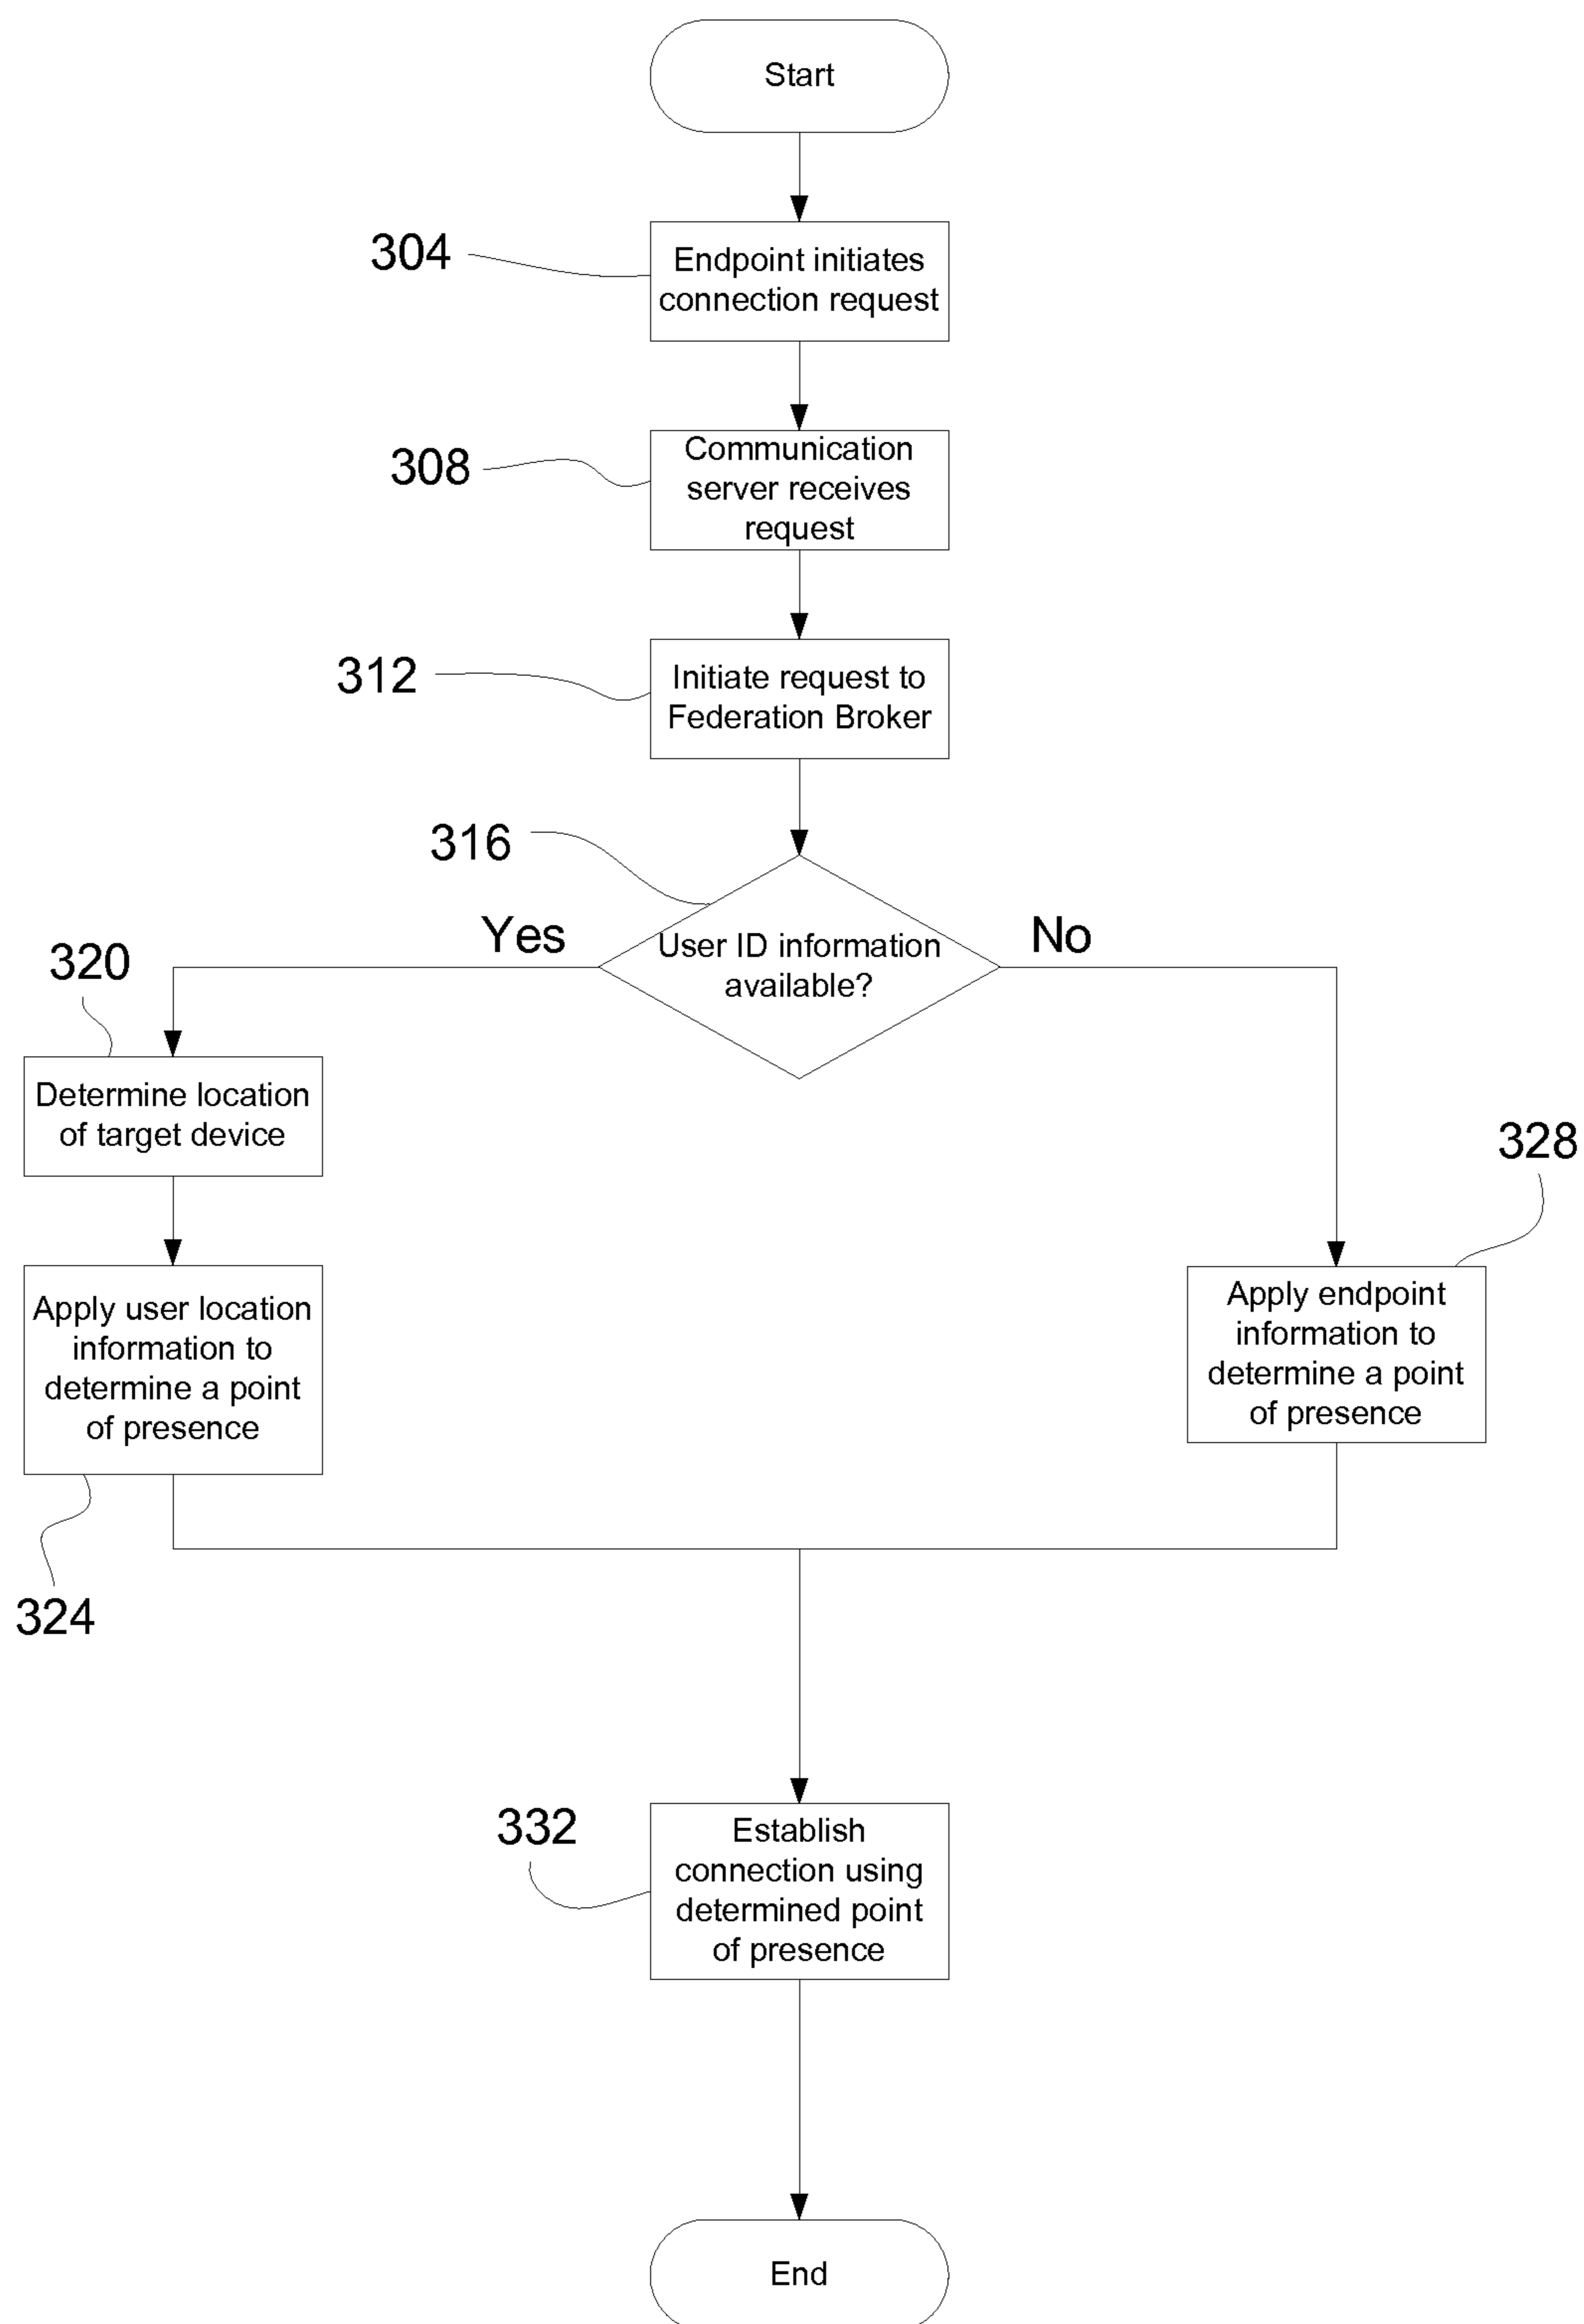 Start
304
Endpoint initiates
connection request
308
Communication
server receives
request
312
Initiate request to
Federation Broker
316
Yes
User ID information
available?
No
320
Determine location
of target device
328
Apply user location
information to
determine a point
of presence
Apply endpoint
information to
determine a point
of presence
324
332
Establish
connection using
determined point
of presence
End